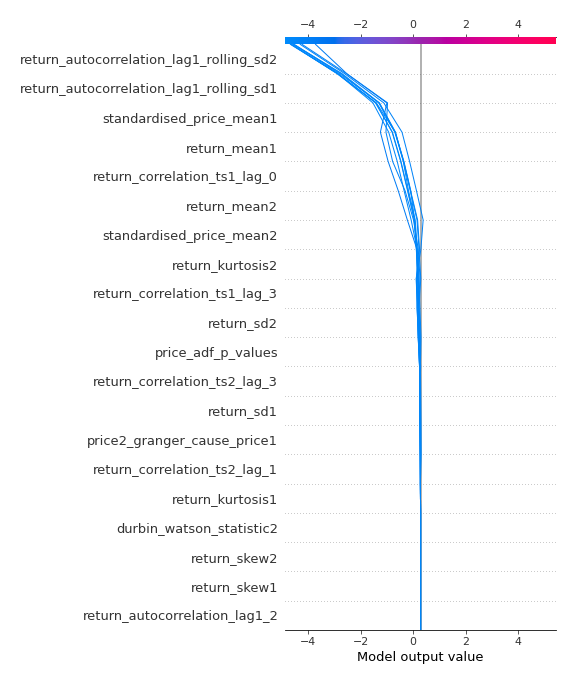 −4 −2 0 2 4
return_autocorrelation_lag1_rolling_sd2
return_autocorrelation_lag1_rolling_sd1
standardised_price_mean1
return_mean1
return_correlation_ts1_lag_0
return_mean2
standardised_price_mean2
return_kurtosis2
return_correlation_ts1_lag_3
return_sd2
price_adf_p_values
return_correlation_ts2_lag_3
return_sd1
price2_granger_cause_price1
return_correlation_ts2_lag_1
return_kurtosis1
durbin_watson_statistic2
return_skew2
return_skew1
return_autocorrelation_lag1_2
−4 −2 0 2 4
Model output value